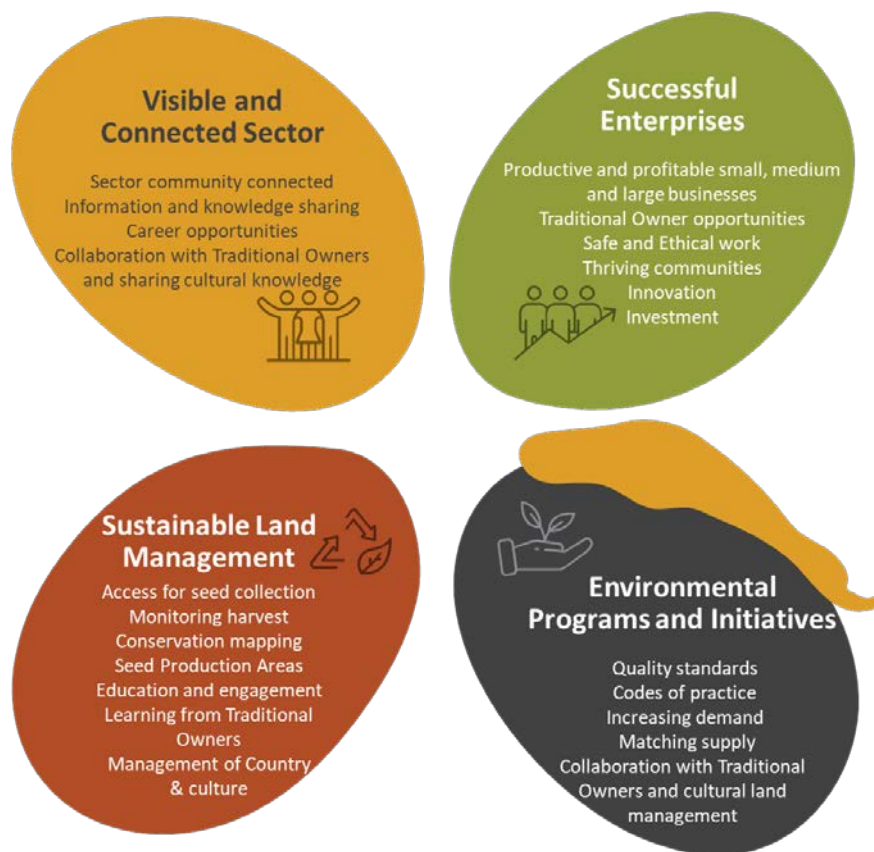 Visible and
Connected Sector
Sector community connected
Information and knowledge sharing
Career opportunities
Collaboration with Traditional Owners
and sharing cultural knowledge
Successful
Enterprises
Productive and profitable small, medium
and large businesses
Traditional Owner opportunities
Safe and Ethical work
Thriving communities
Innovation
Investment
Sustainable Land
Management
Access for seed collection
Monitoring harvest
Conservation mapping
Seed Production Areas
Education and engagement
Learning from Traditional
Owners
Management of Country
& culture
Environmental
Programs and Initiatives
Quality standards
Codes of practice
Increasing demand
Matching supply
Collaboration with Traditional
Owners and cultural land
management